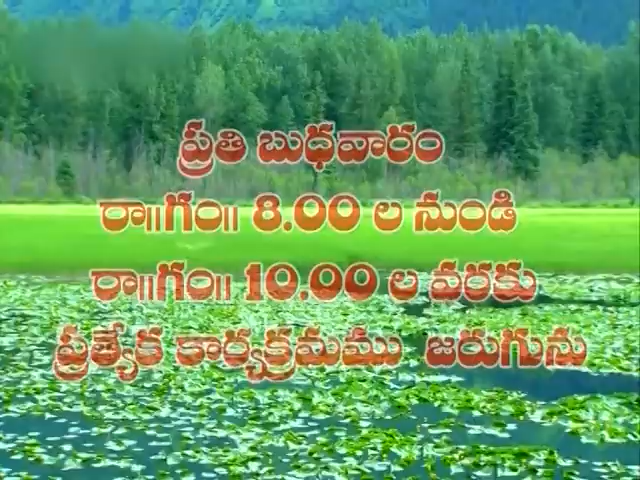 ప్రతి బుధవారం
రా॥గం॥ 8.00 ల నుండి
రా॥గం॥ 10.00 ల వరకు
ప్రత్యేక కార్యక్రమము జరుగును